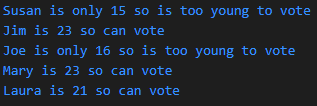 Susan is only 15 so is too young to vote
Jim is 23 so can vote
Joe is only 16 so is too young to vote
Mary is 23 so can vote
Laura is 21 so can vote